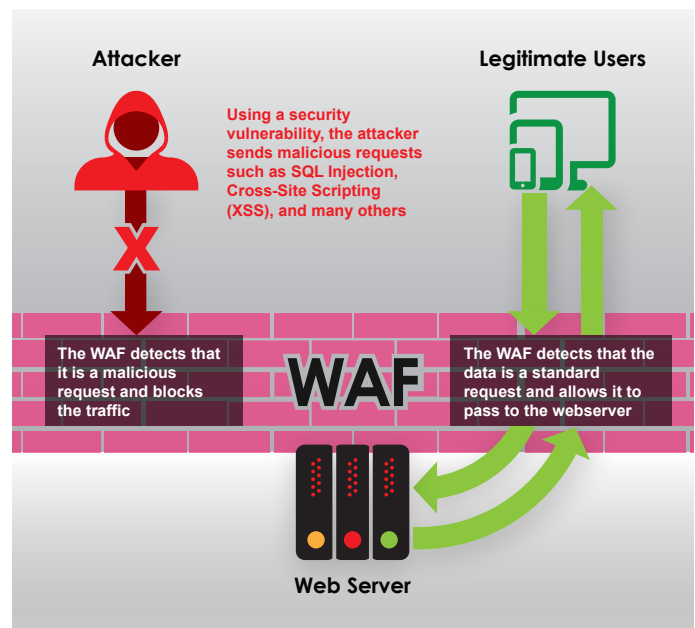 Attacker
Legitimate Users
Using a security
vulnerability, the attacker
sends malicious requests
such as SQL Injection,
Cross-Site Scripting
(XSS), and many others
X
The WAF detects that
it is a malicious
request and blocks
the traffic
WAF
The WAF detects that the
data is a standard
request and allows it to
pass to the webserver
Web Server